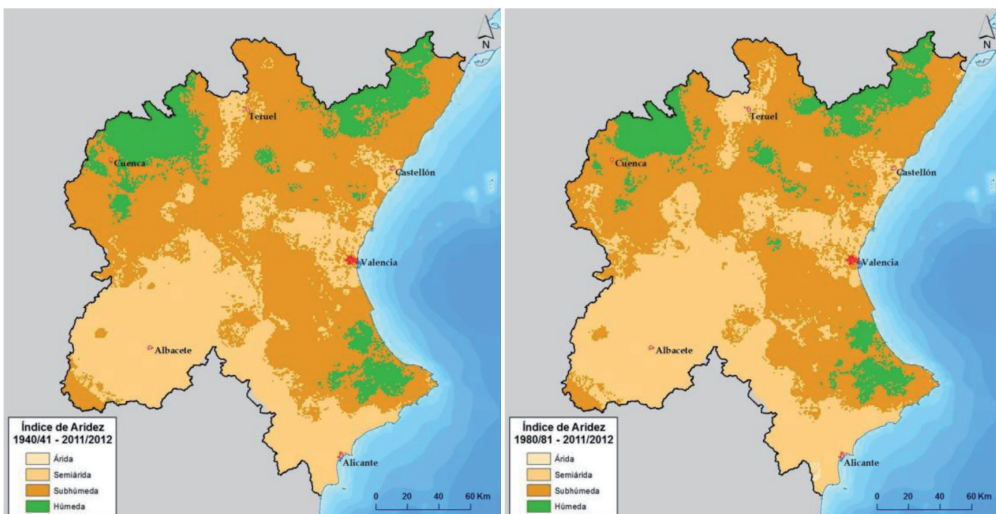 N
Teruel
Cuenca
Castellón
Valencia
Albacete
Alicante
Índice de Aridez
1940/41 - 2011/2012
Árida
Semiárida
Subhúmeda
Húmeda
0 20 40 60 Km
N
Teruel
Cuenca
Castellón
Valencia
Albacete
Alicante
Índice de Aridez
1980/81 - 2011/2012
Árida
Semiárida
Subhúmeda
Húmeda
0 20 40 60 Km